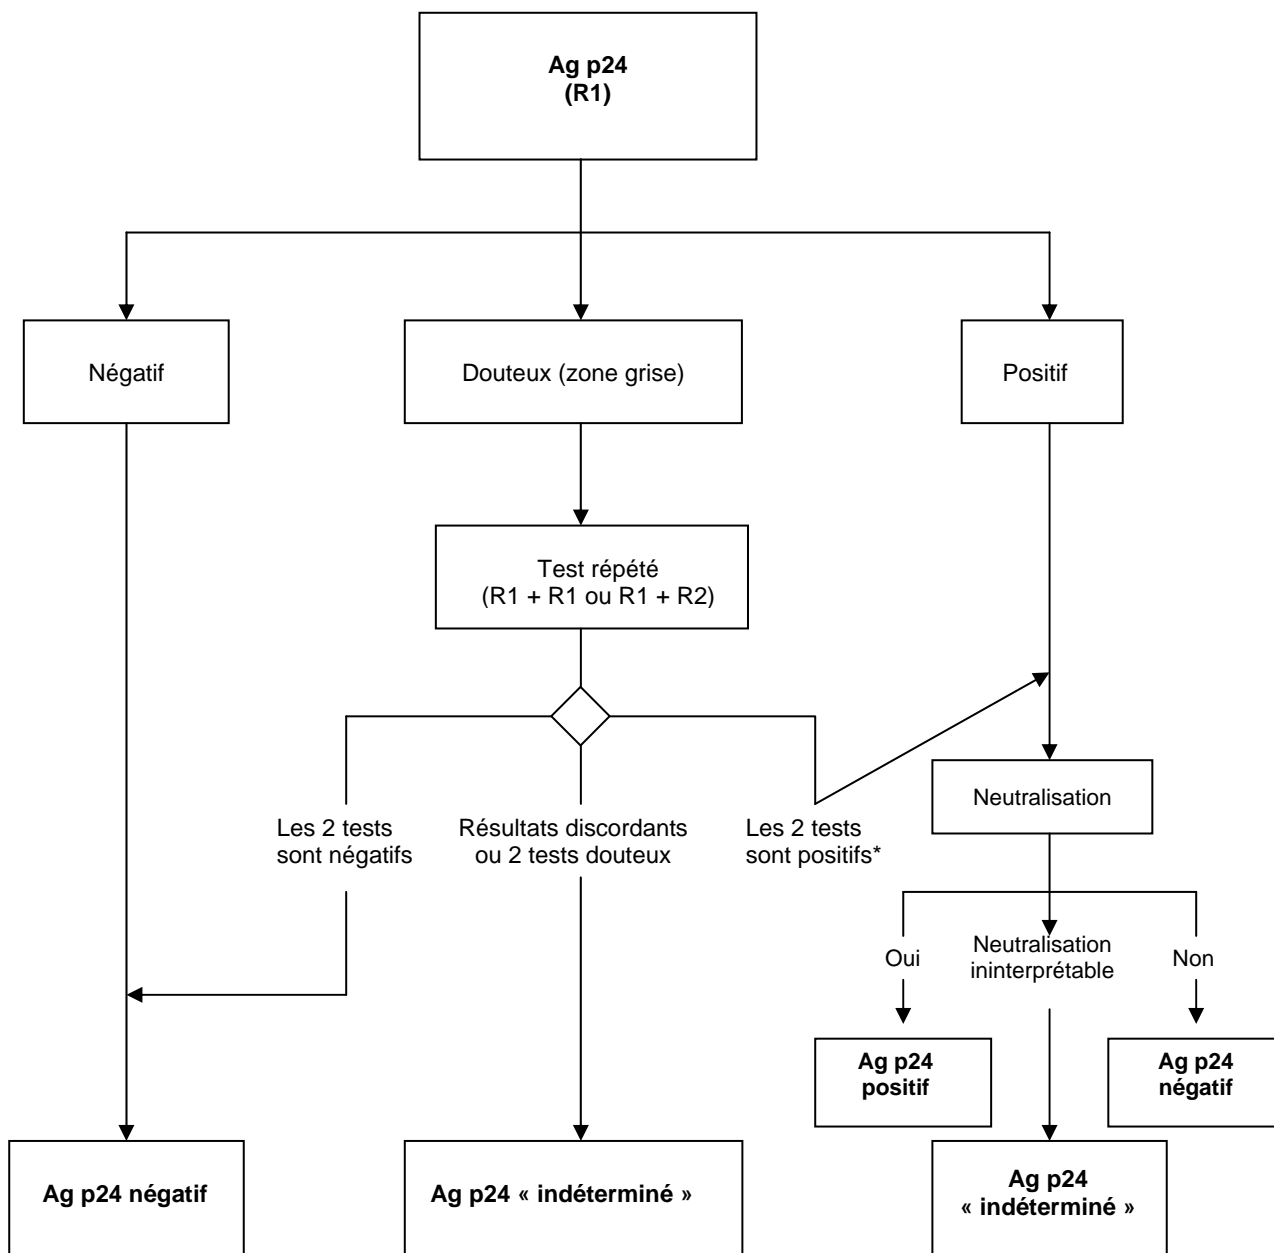 Ag p24
(R1)
Négatif
Douteux (zone grise)
Positif
Test répété
(R1 + R1 ou R1 + R2)
Neutralisation
Les 2 tests
sont négatifs
Résultats discordants
ou 2 tests douteux
Les 2 tests
sont positifs*
Oui
Neutralisation
ininterprétable
Non
Ag p24
positif
Ag p24
négatif
Ag p24 négatif
Ag p24 « indéterminé »
Ag p24
« indéterminé »